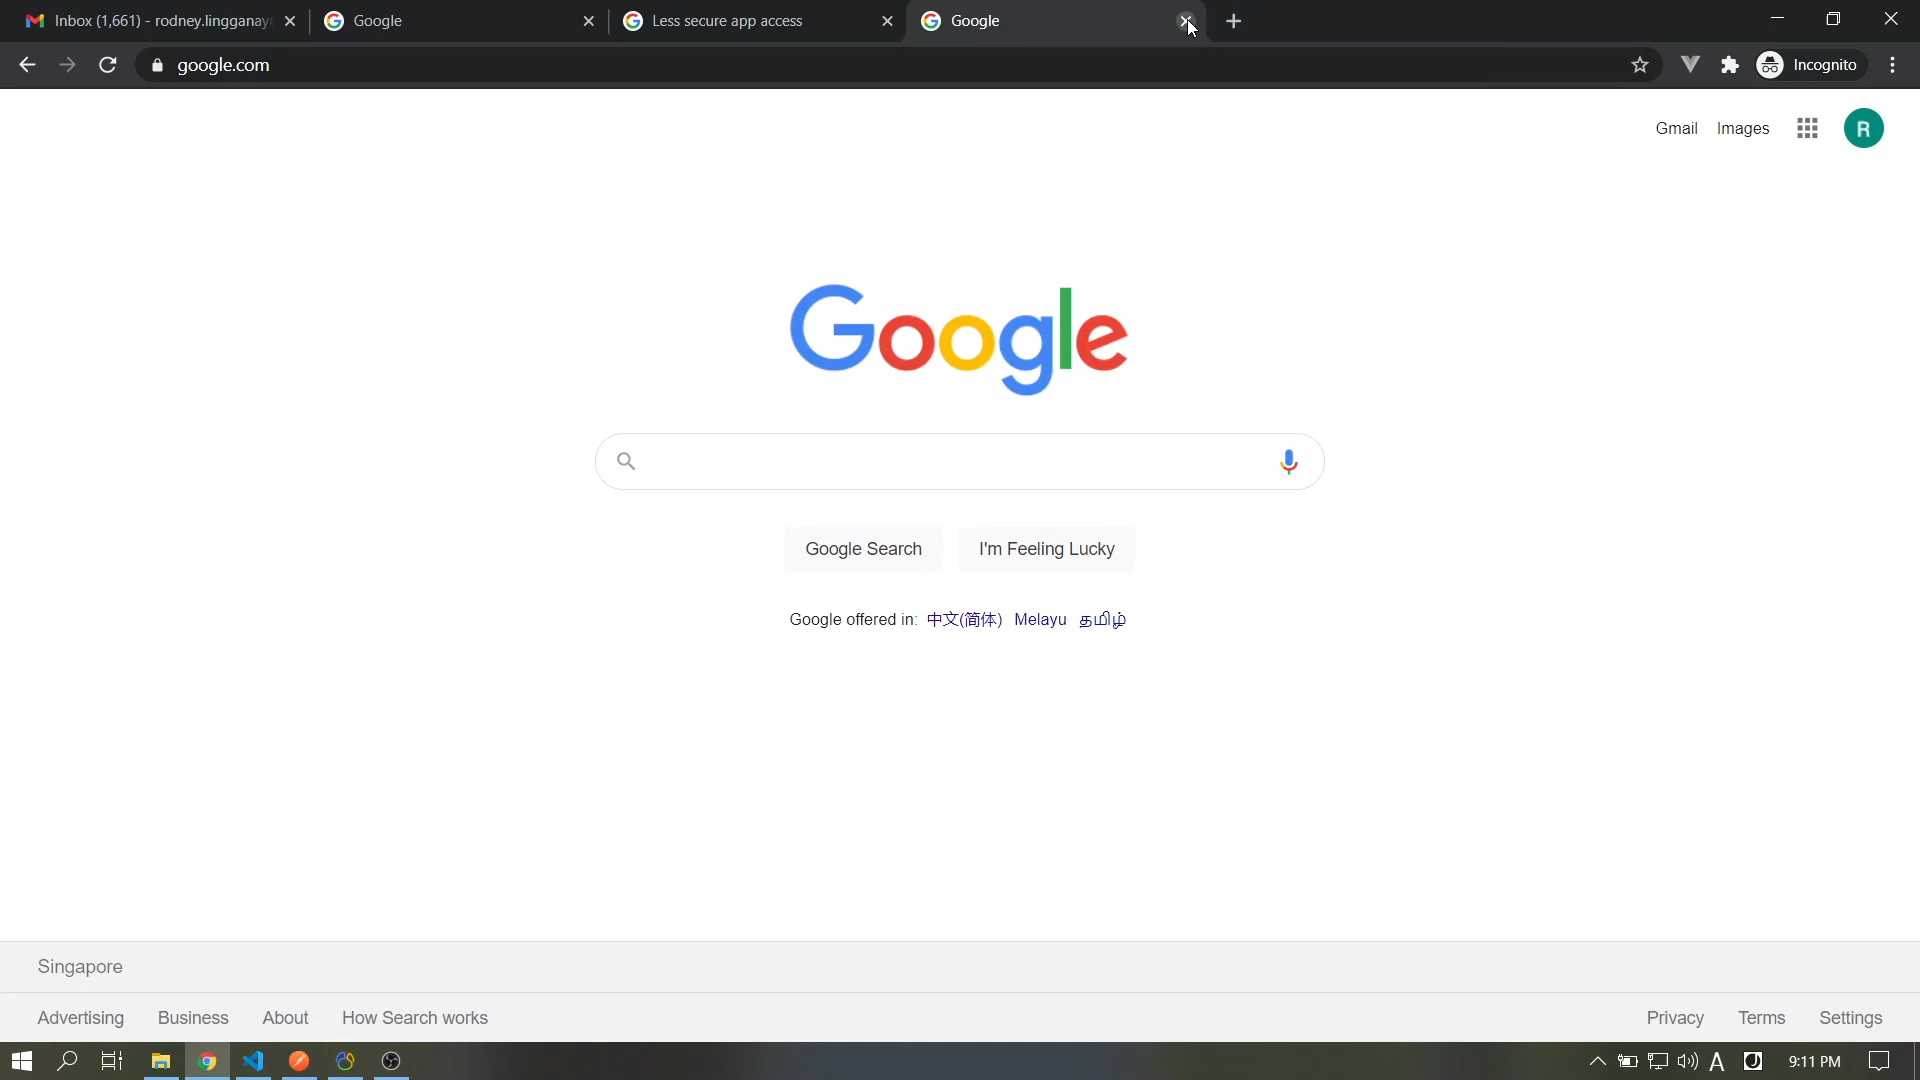 Inbox (1,661) - rodney.lingganay
Google
Less secure app access
Google
google.com
Incognito
Gmail
Images
R
Google
Google Search
I'm Feeling Lucky
Google offered in: 中文(简体) Melayu தமிழ்
Singapore
Advertising
Business
About
How Search works
Privacy
Terms
Settings
A
9:11 PM